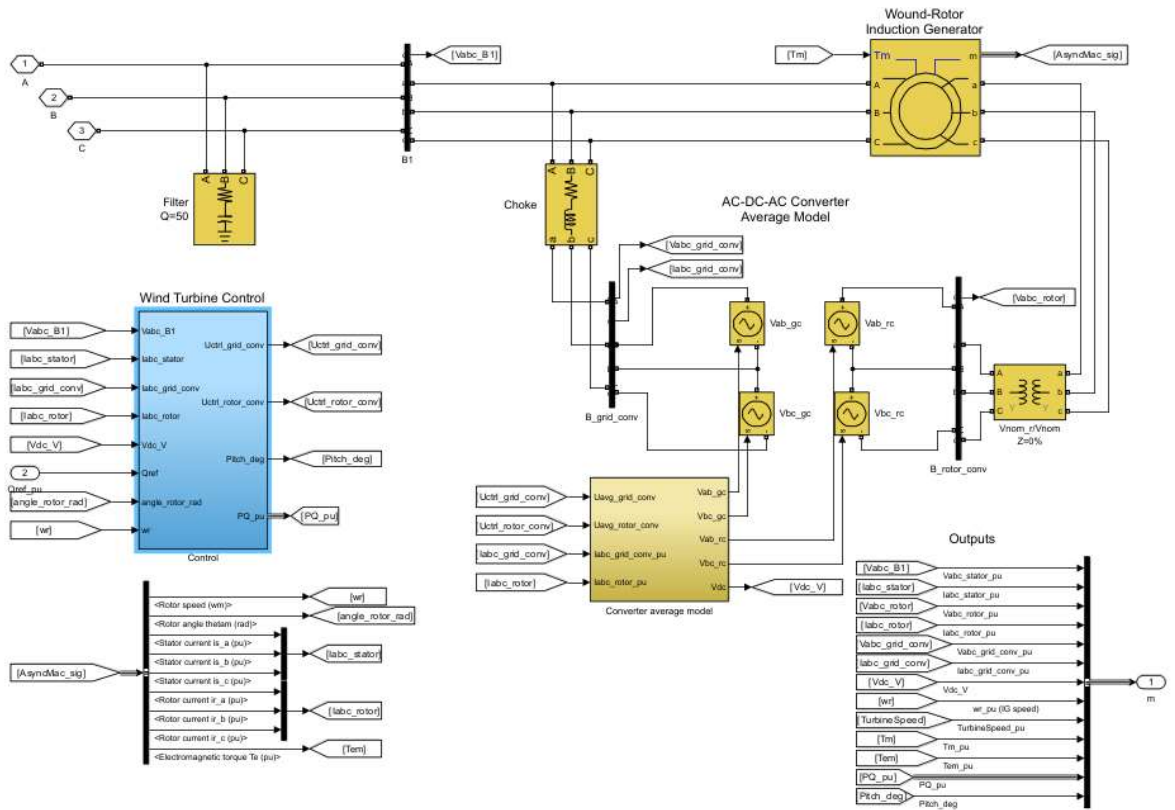 Wound-Rotor
Induction Generator
1
A
2
B
3
C
[Vabc_B1]
A
B
C
B1
[Tm]
Tm
m
[AsyncMac_sig]
A
B
C
a
b
c
A B C
Filter
Q=50
A B C
Choke
a b c
AC-DC-AC Converter
Average Model
[Vabc_grid_conv]
[Iabc_grid_conv]
B_grid_conv
Vab_gc
Vab_rc
Vbc_gc
Vbc_rc
[Vabc_rotor]
B_rotor_conv
A
B
C
a
b
c
Y
Y
Vnom_r/Vnom
Z=0%
Wind Turbine Control
[Vabc_B1]
[Iabc_stator]
[Iabc_grid_conv]
[Iabc_rotor]
[Vdc_V]
2
Qref_pu
[angle_rotor_rad]
[wr]
Vabc_B1
Iabc_stator
Iabc_grid_conv
Iabc_rotor
Vdc_V
Qref
angle_rotor_rad
wr
Uctrl_grid_conv
Uctrl_rotor_conv
Pitch_deg
PQ_pu
[Uctrl_grid_conv]
[Uctrl_rotor_conv]
[Pitch_deg]
[PQ_pu]
Control
[Uctrl_grid_conv]
[Uctrl_rotor_conv]
[Iabc_grid_conv]
[Iabc_rotor]
Uavg_grid_conv
Uavg_rotor_conv
Iabc_grid_conv_pu
Iabc_rotor_pu
Vab_gc
Vbc_gc
Vab_rc
Vbc_rc
Vdc
[Vdc_V]
Converter average model
[AsyncMac_sig]
<Rotor speed (wm)>
<Rotor angle thetam (rad)>
<Stator current is_a (pu)>
<Stator current is_b (pu)>
<Stator current is_c (pu)>
<Rotor current ir_a (pu)>
<Rotor current ir_b (pu)>
<Rotor current ir_c (pu)>
<Electromagnetic torque Te (pu)>
[wr]
[angle_rotor_rad]
[Iabc_stator]
[Iabc_rotor]
[Tem]
Outputs
[Vabc_B1]
Vabc_stator_pu
[Iabc_stator]
Iabc_stator_pu
[Vabc_rotor]
Vabc_rotor_pu
[Iabc_rotor]
Iabc_rotor_pu
Vabc_grid_conv]
Vabc_grid_conv_pu
Iabc_grid_conv]
Iabc_grid_conv_pu
[Vdc_V]
Vdc_V
[wr]
wr_pu (IG speed)
[TurbineSpeed]
TurbineSpeed_pu
[Tm]
Tm_pu
[Tem]
Tem_pu
[PQ_pu]
PQ_pu
Pitch_deg]
Pitch_deg
1
m